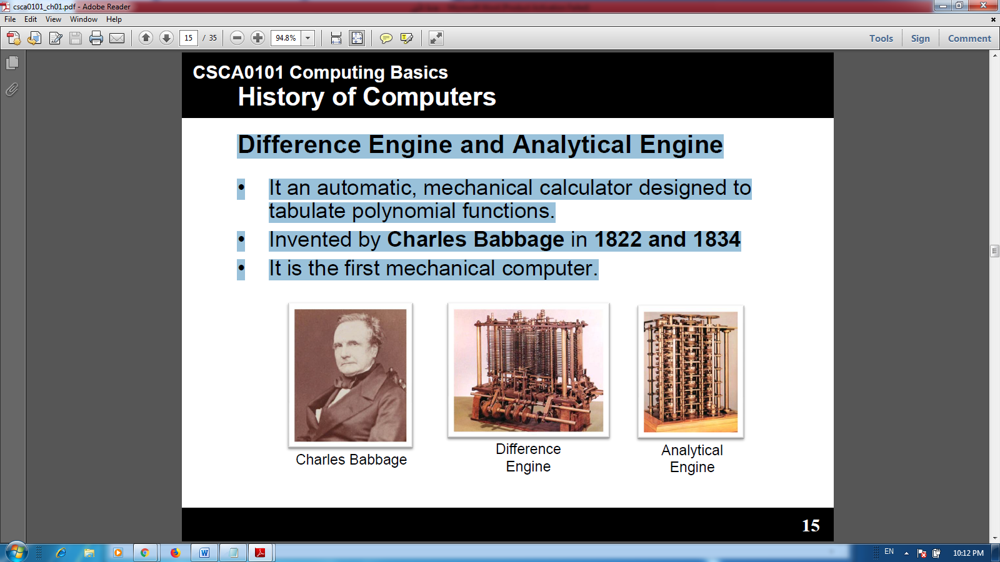 csca0101_ch01.pdf - Adobe Reader
File Edit View Window Help
15 / 35 94.8% Tools Sign Comment
CSCA0101 Computing Basics
History of Computers
Difference Engine and Analytical Engine
• It an automatic, mechanical calculator designed to
tabulate polynomial functions.
• Invented by Charles Babbage in 1822 and 1834
• It is the first mechanical computer.
Charles Babbage
Difference
Engine
Analytical
Engine
15
EN 10:12 PM